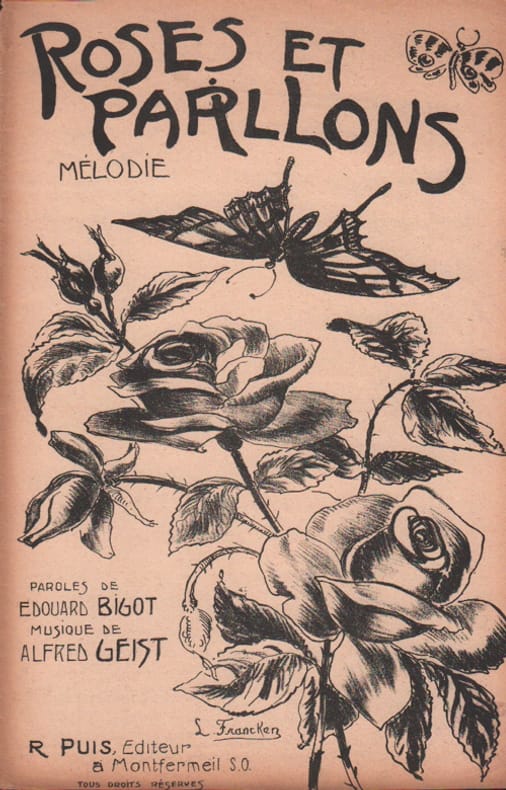 ROSES ET
PAPILLONS
MÉLODIE
PAROLES DE
EDOUARD BIGOT
MUSIQUE DE
ALFRED GEIST
L. Francken
R PUIS, Editeur
à Montfermeil S.O.
TOUS DROITS RÉSERVÉS